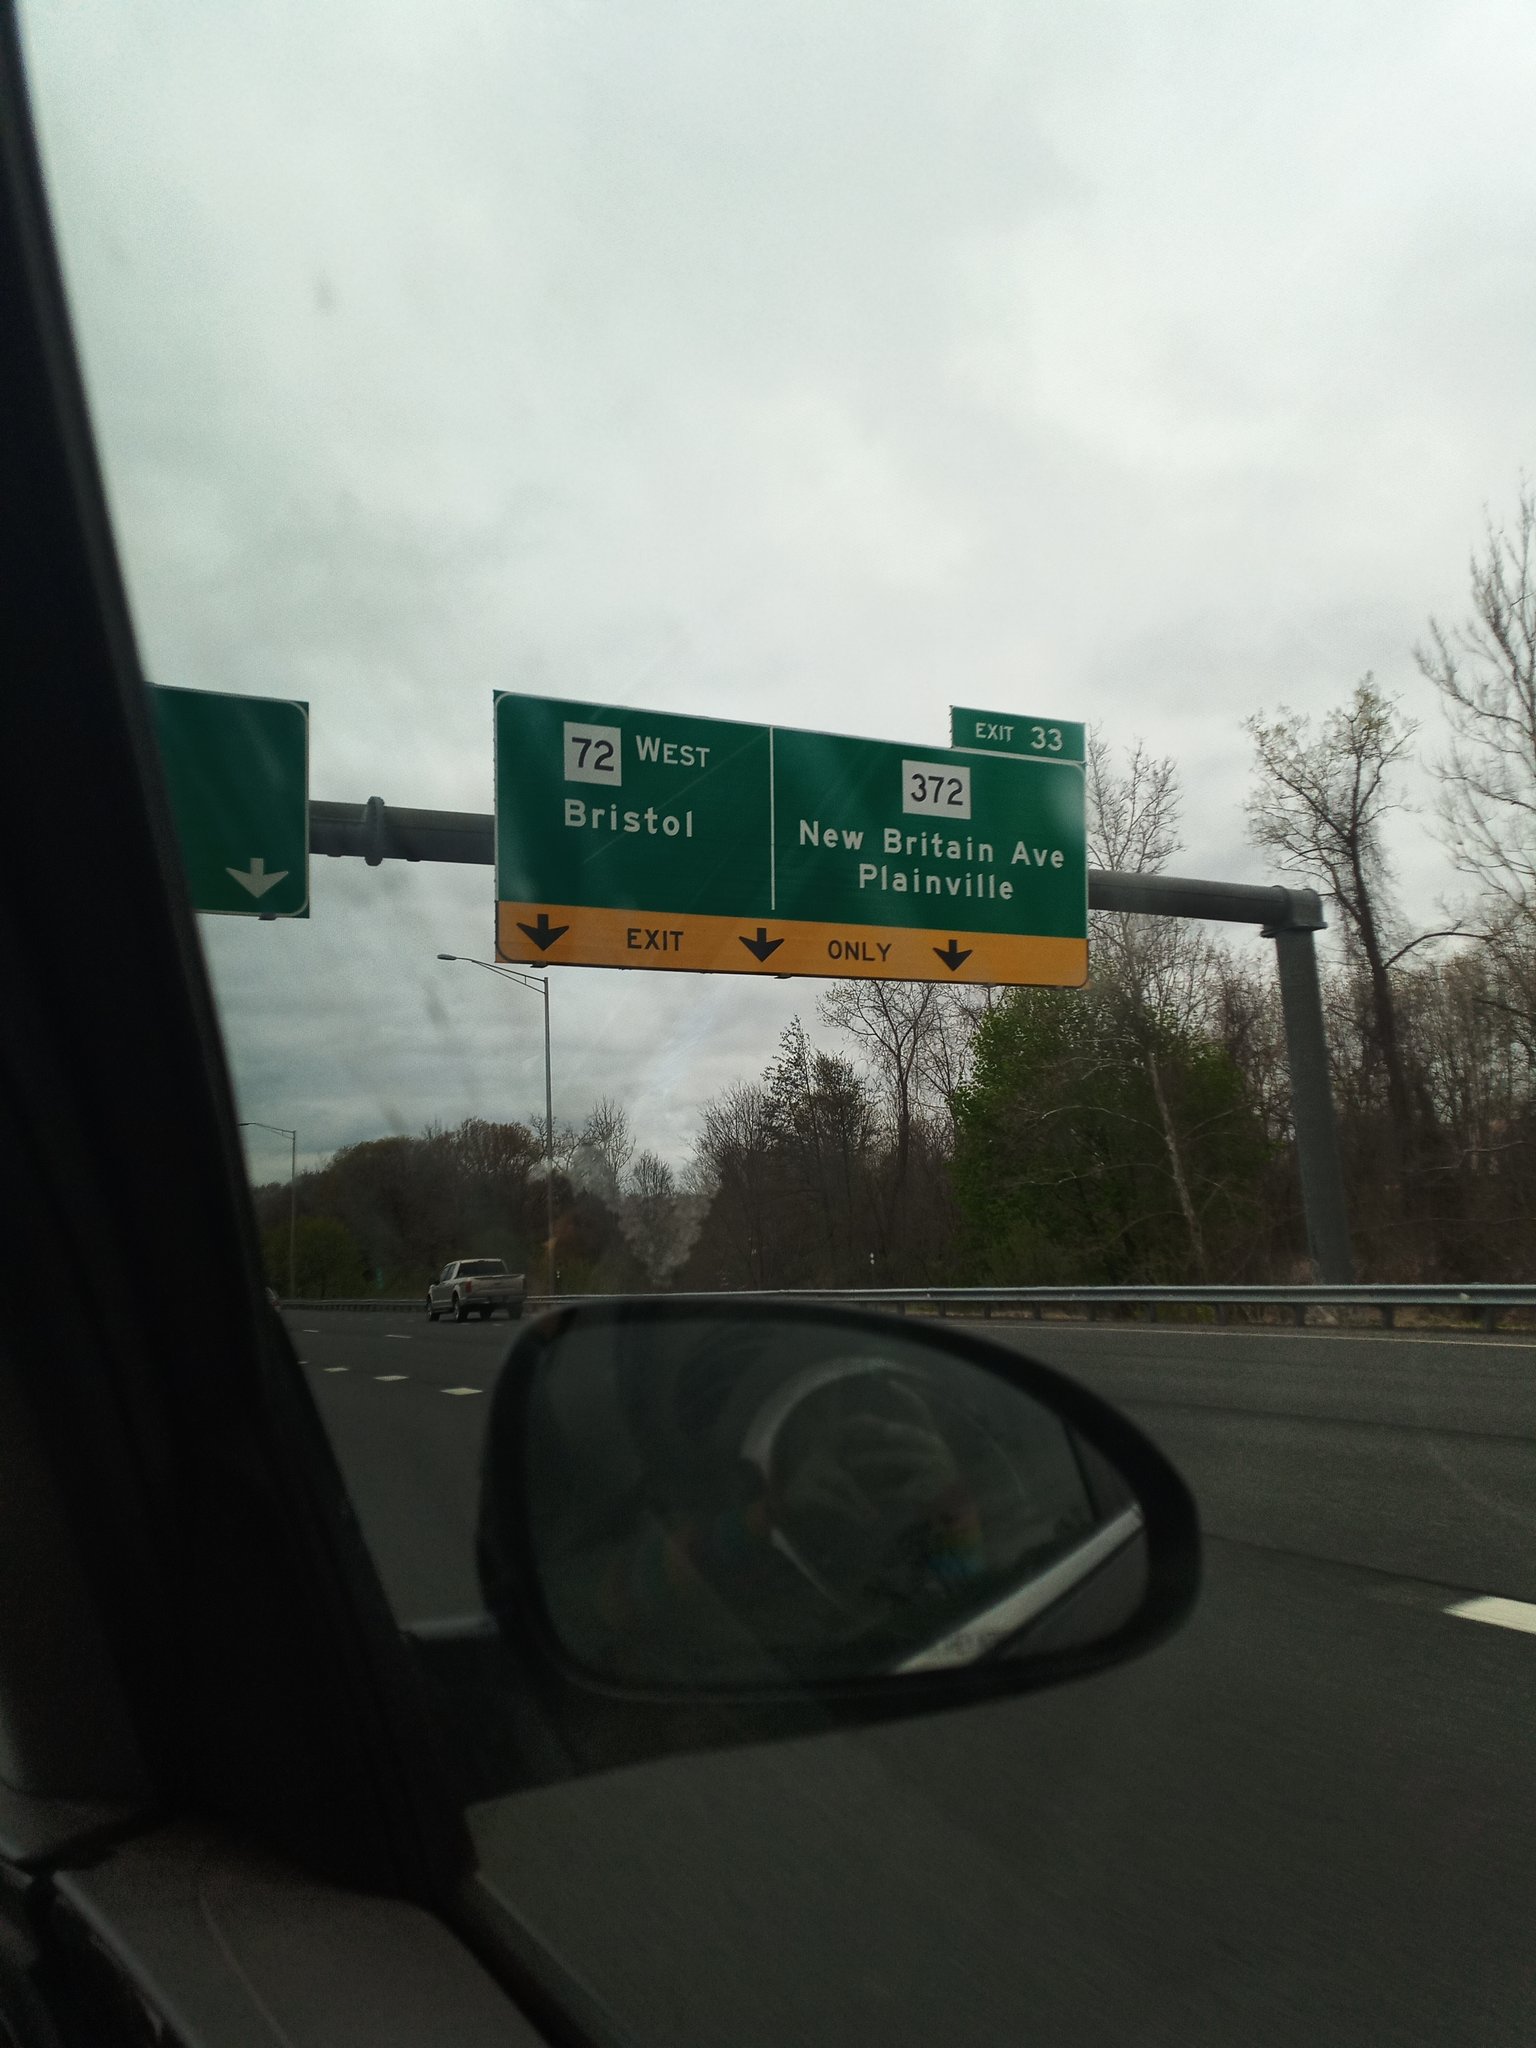 72 WEST
Bristol
EXIT 33
372
New Britain Ave
Plainville
EXIT ONLY